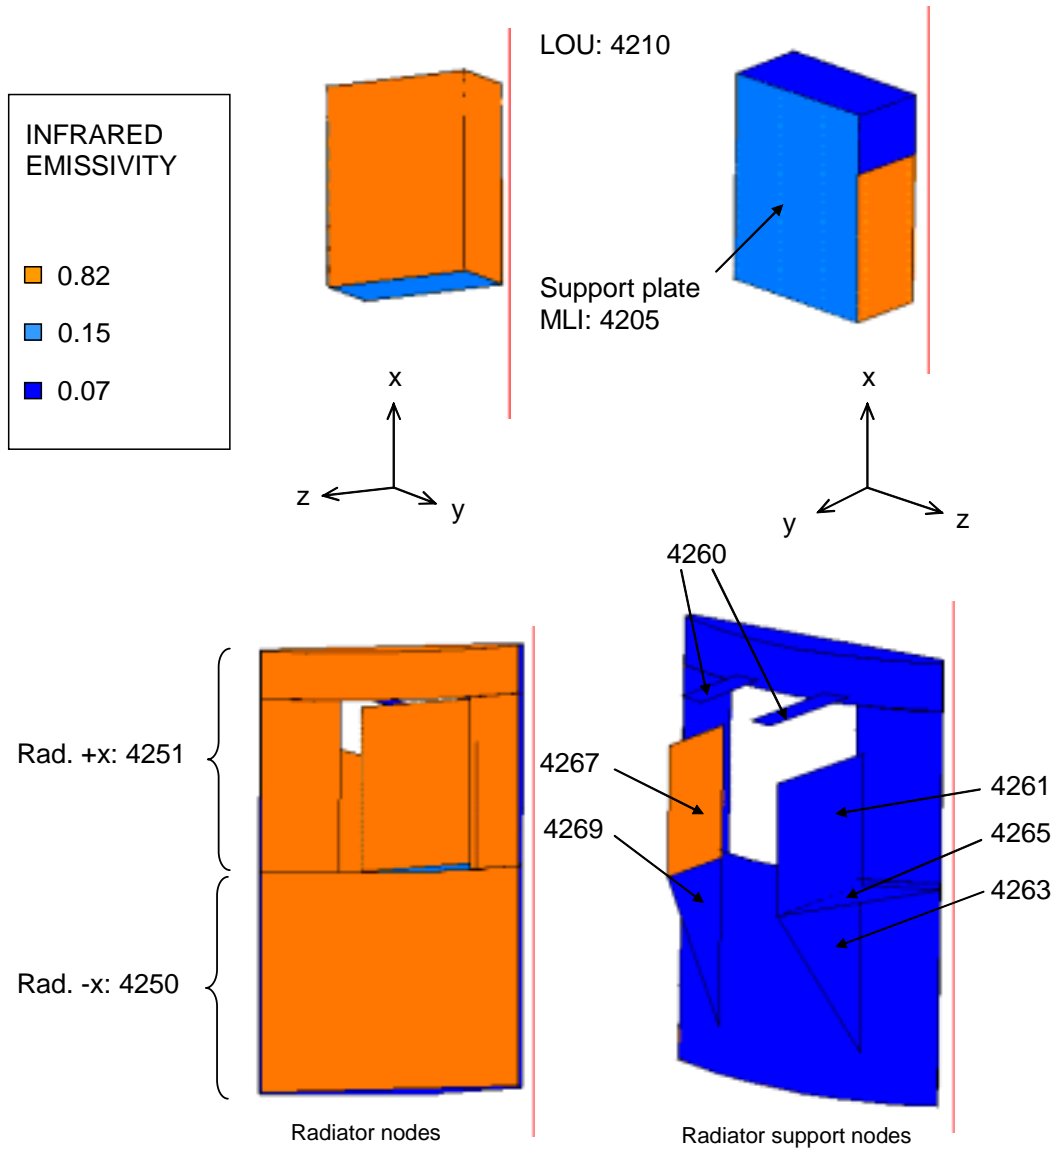 LOU: 4210
INFRARED
EMISSIVITY
0.82
0.15
0.07
Support plate
MLI: 4205
x
z
y
x
y
z
4260
Rad. +x: 4251
4267
4269
4261
4265
4263
Rad. -x: 4250
Radiator nodes
Radiator support nodes